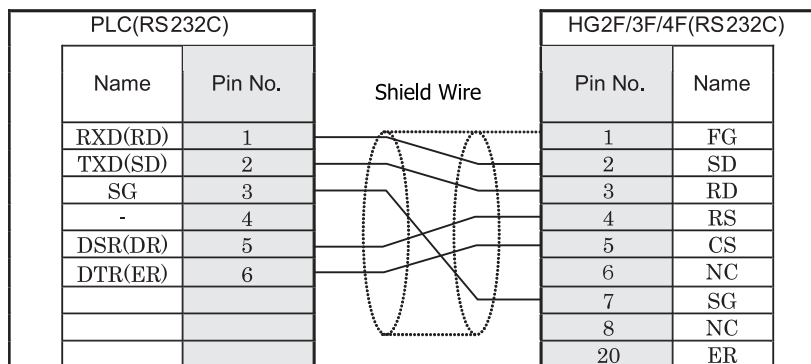 PLC(RS232C) HG2F/3F/4F(RS232C)
Name Pin No. Shield Wire Pin No. Name
RXD(RD) 1 1 FG
TXD(SD) 2 2 SD
SG 3 3 RD
- 4 4 RS
DSR(DR) 5 5 CS
DTR(ER) 6 6 NC
7 SG
8 NC
20 ER